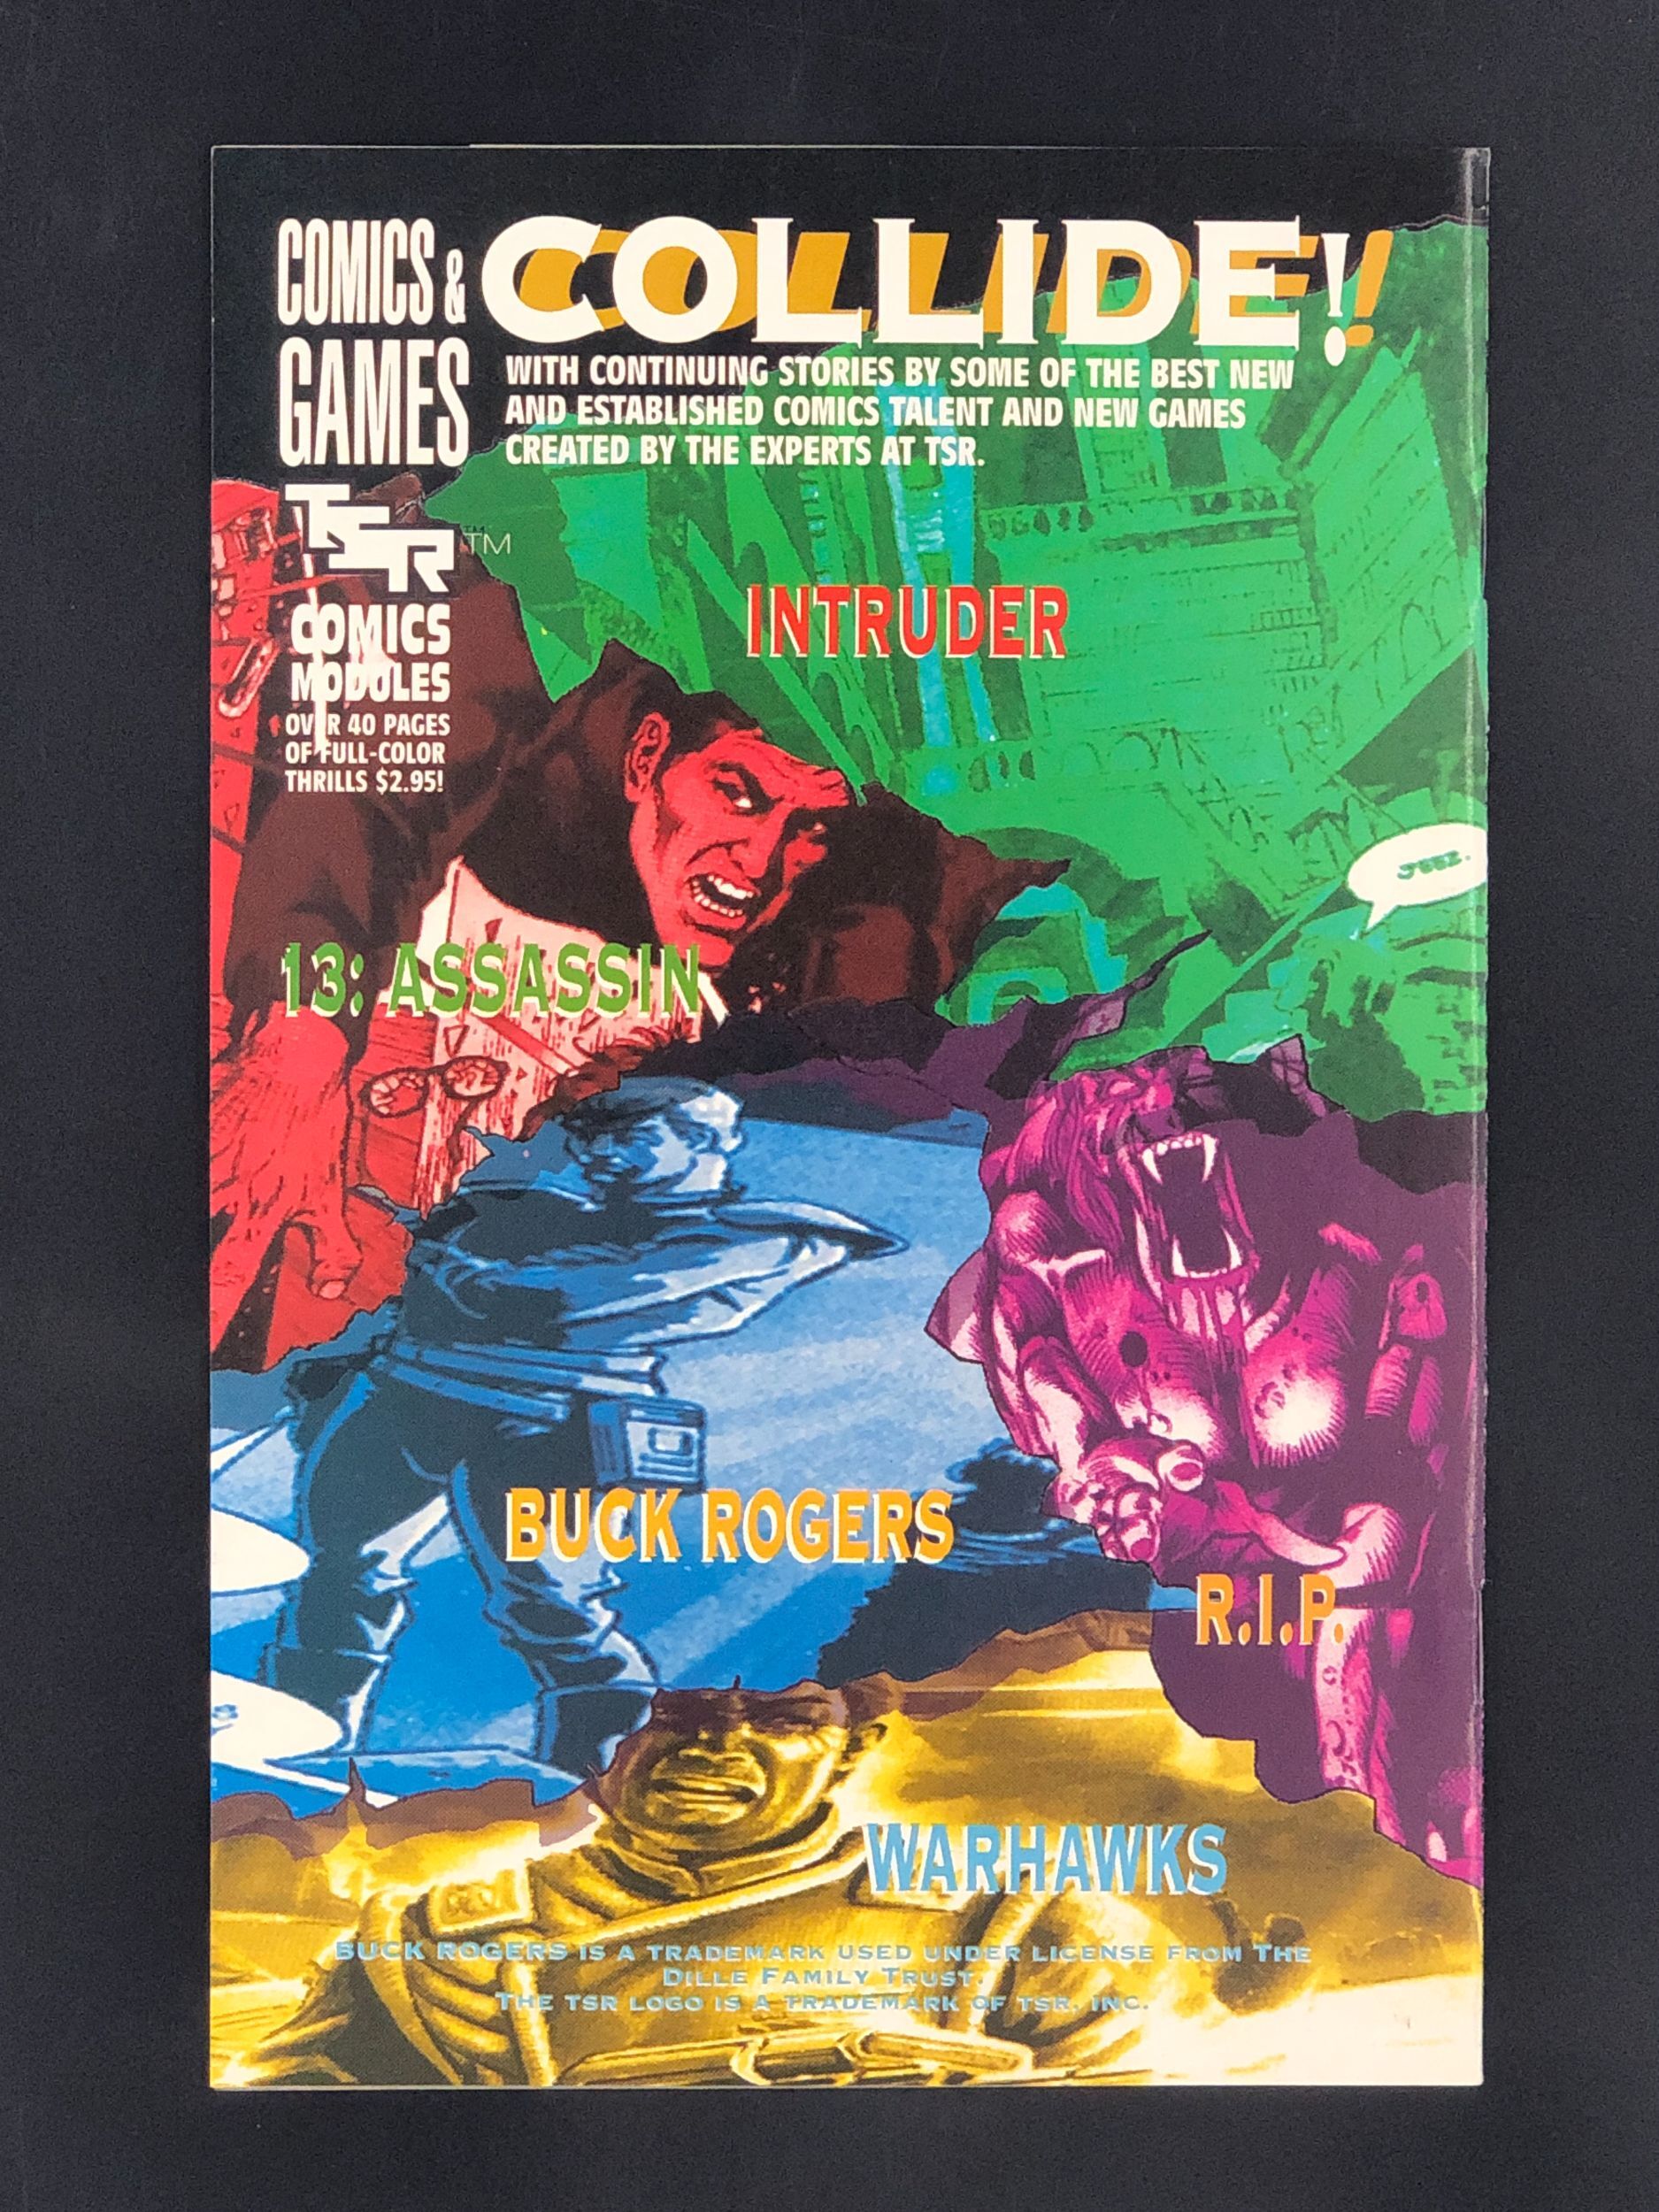 COMICS & COLLIDE!
GAMES
WITH CONTINUING STORIES BY SOME OF THE BEST NEW
AND ESTABLISHED COMICS TALENT AND NEW GAMES
CREATED BY THE EXPERTS AT TSR.
TSR™
COMICS
MODULES
OVER 40 PAGES
OF FULL-COLOR
THRILLS $2.95!
INTRUDER
JEEZ.
13: ASSASSIN
BUCK ROGERS
R.I.P.
WARHAWKS
BUCK ROGERS IS A TRADEMARK USED UNDER LICENSE FROM THE
DILLE FAMILY TRUST.
THE TSR LOGO IS A TRADEMARK OF TSR, INC.